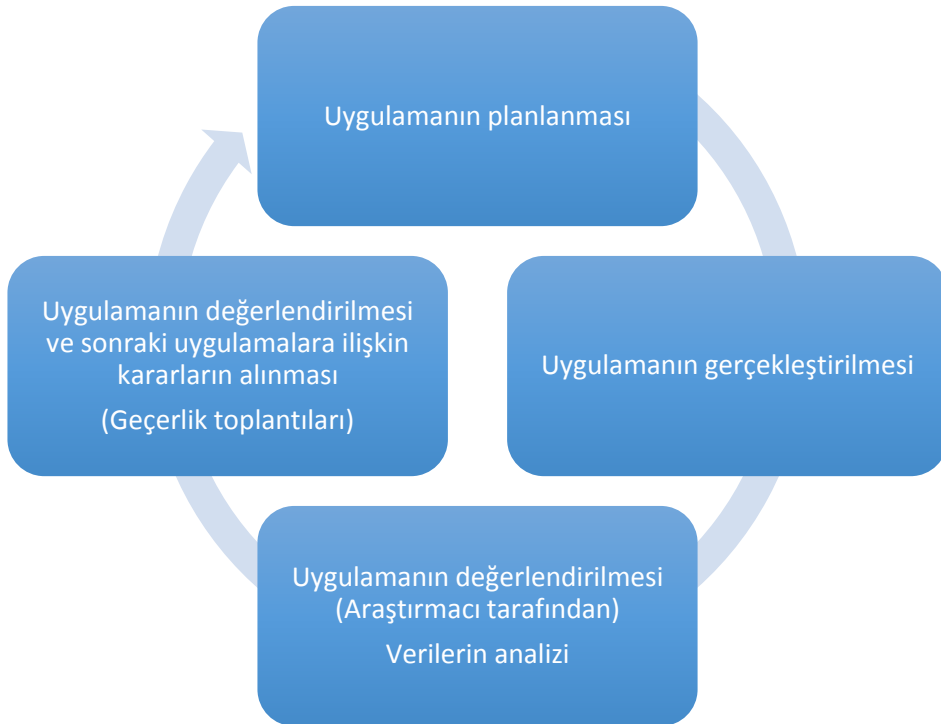 Uygulamanın planlanması
Uygulamanın gerçekleştirilmesi
Uygulamanın değerlendirilmesi
(Araştırmacı tarafından)
Verilerin analizi
Uygulamanın değerlendirilmesi
ve sonraki uygulamalara ilişkin
kararların alınması
(Geçerlik toplantıları)